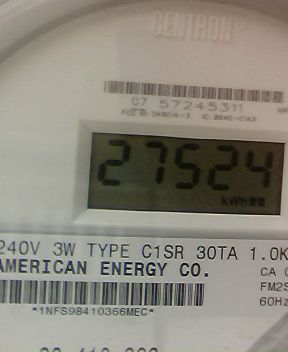 CENTRON®
07 57245311
27524
kWh
240V 3W TYPE C1SR 30TA 1.0K
AMERICAN ENERGY CO.
CA
FM2S
60Hz
*1NFS98410366MEC*